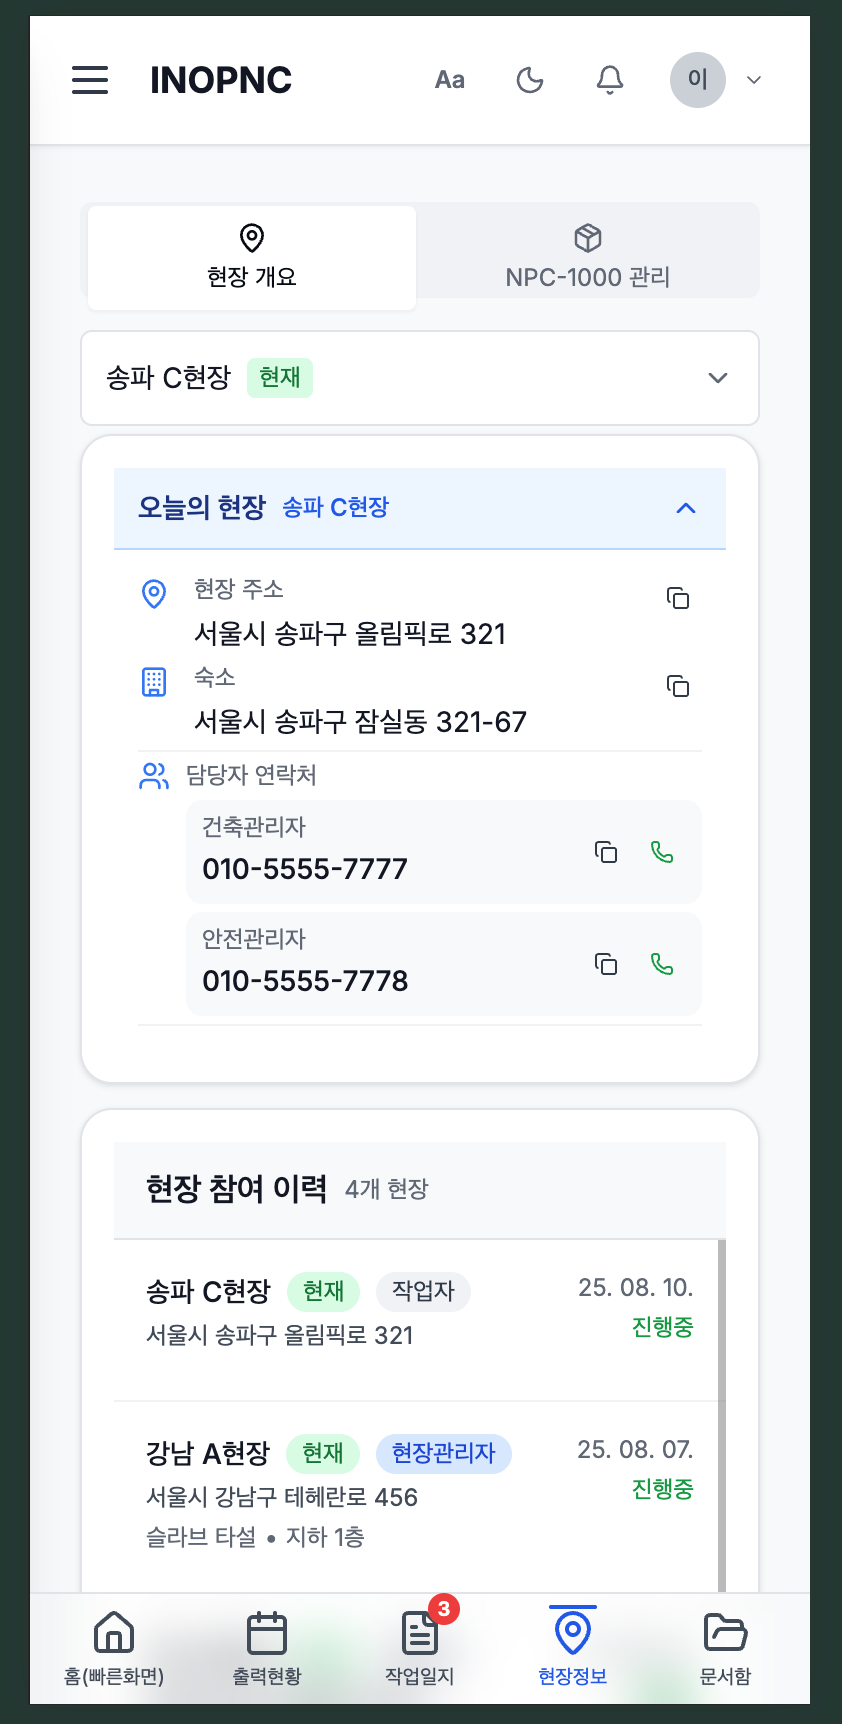 INOPNC
Aa
이
현장 개요
NPC-1000 관리
송파 C현장 현재
오늘의 현장 송파 C현장
현장 주소
서울시 송파구 올림픽로 321
숙소
서울시 송파구 잠실동 321-67
담당자 연락처
건축관리자
010-5555-7777
안전관리자
010-5555-7778
현장 참여 이력 4개 현장
송파 C현장 현재 작업자 25. 08. 10.
서울시 송파구 올림픽로 321 진행중
강남 A현장 현재 현장관리자 25. 08. 07.
서울시 강남구 테헤란로 456 진행중
슬라브 타설 • 지하 1층
3
홈(빠른화면) 출력현황 작업일지 현장정보 문서함